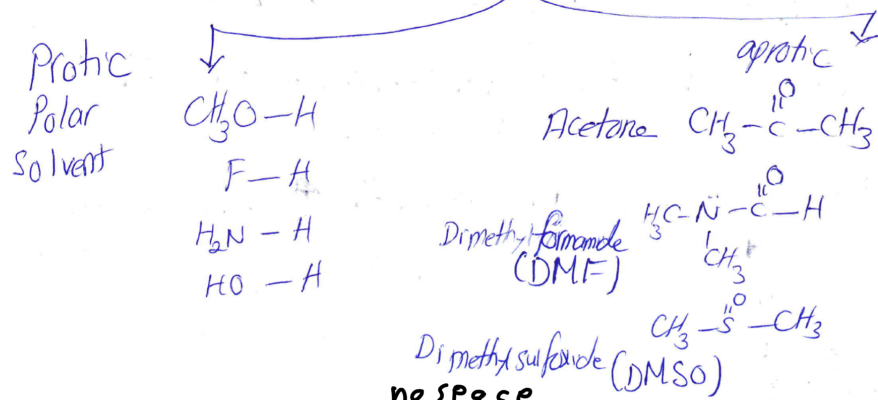 Protic
Polar
Solvent
CH3O-H
F-H
H2N-H
HO-H
aprotic
O
Acetone CH3-C-CH3
O
Dimethylformamide H3C-N-C-H
(DMF) CH3
O
CH3-S-CH3
Dimethylsulfoxide (DMSO)
no space